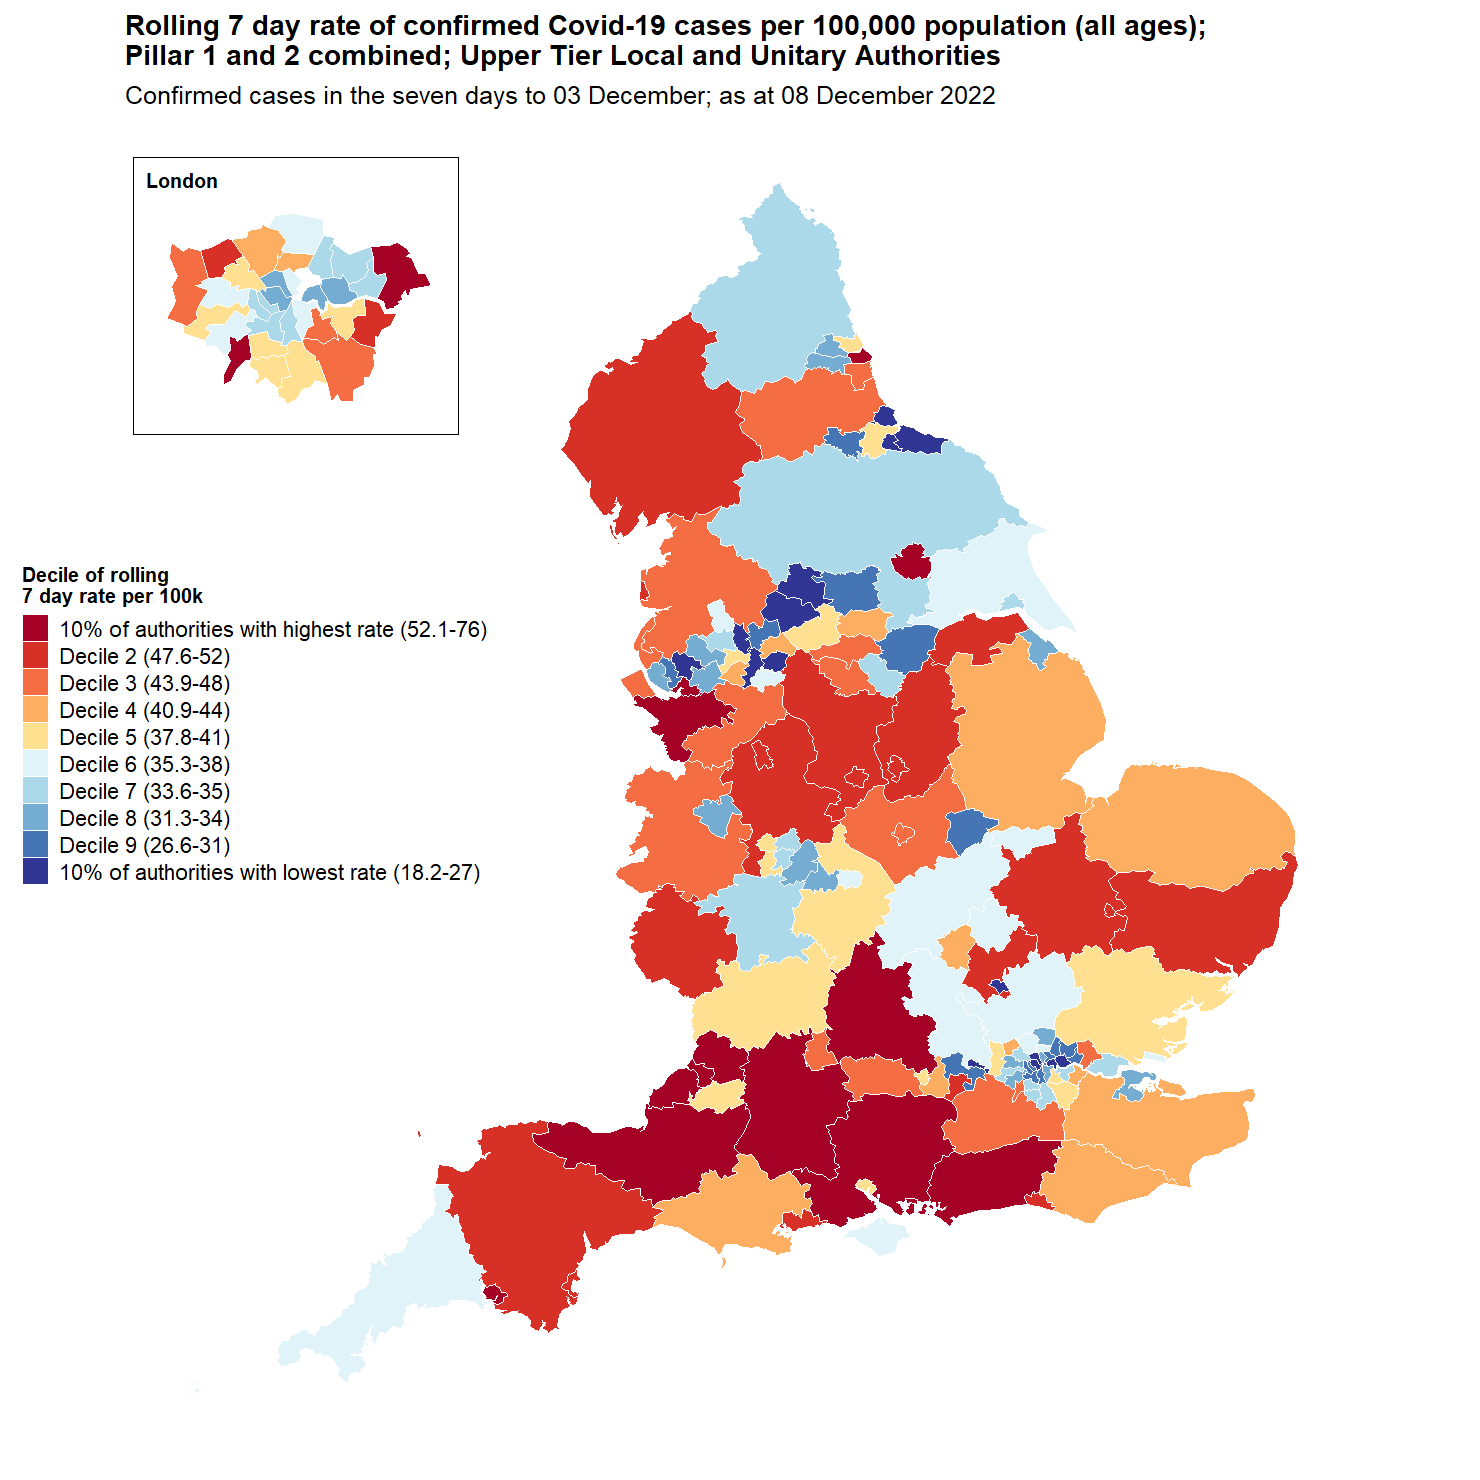 Rolling 7 day rate of confirmed Covid-19 cases per 100,000 population (all ages);
Pillar 1 and 2 combined; Upper Tier Local and Unitary Authorities
Confirmed cases in the seven days to 03 December; as at 08 December 2022
London
Decile of rolling
7 day rate per 100k
10% of authorities with highest rate (52.1-76)
Decile 2 (47.6-52)
Decile 3 (43.9-48)
Decile 4 (40.9-44)
Decile 5 (37.8-41)
Decile 6 (35.3-38)
Decile 7 (33.6-35)
Decile 8 (31.3-34)
Decile 9 (26.6-31)
10% of authorities with lowest rate (18.2-27)